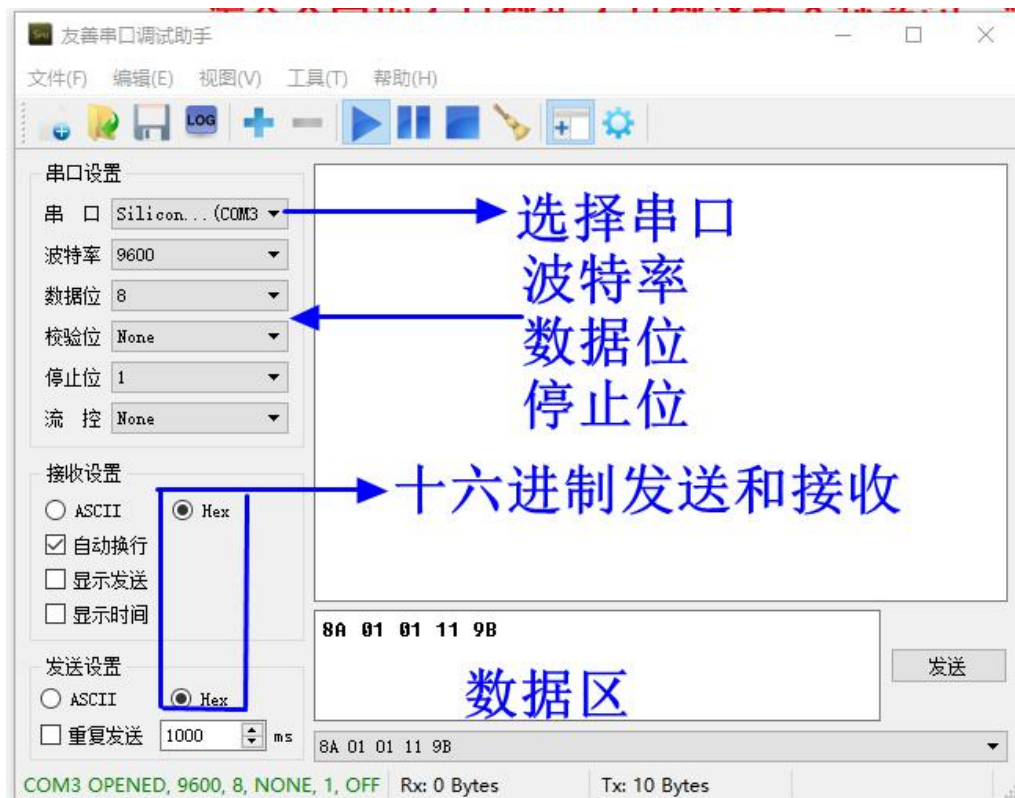 友善串口调试助手
文件(F) 编辑(E) 视图(V) 工具(T) 帮助(H)
LOG
串口设置
串 口 Silicon...(COM3
选择串口
波特率 9600
波特率
数据位 8
数据位
校验位 None
停止位 1
停止位
流 控 None
接收设置
十六进制发送和接收
ASCII Hex
自动换行
显示发送
显示时间
8A 01 01 11 9B
发送设置
数据区
发送
ASCII Hex
重复发送 1000 ms
8A 01 01 11 9B
COM3 OPENED, 9600, 8, NONE, 1, OFF Rx: 0 Bytes Tx: 10 Bytes